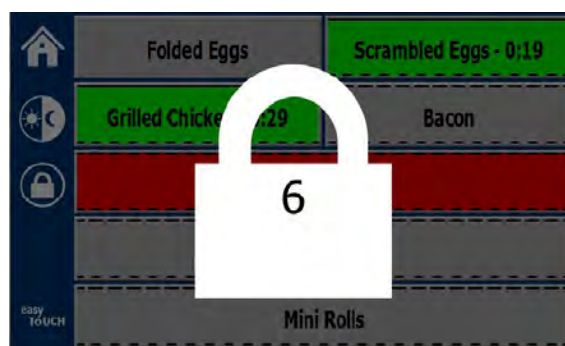 Folded Eggs
Scrambled Eggs - 0:19
Grilled Chicke :29
Bacon
6
Mini Rolls
easy
TOUCH